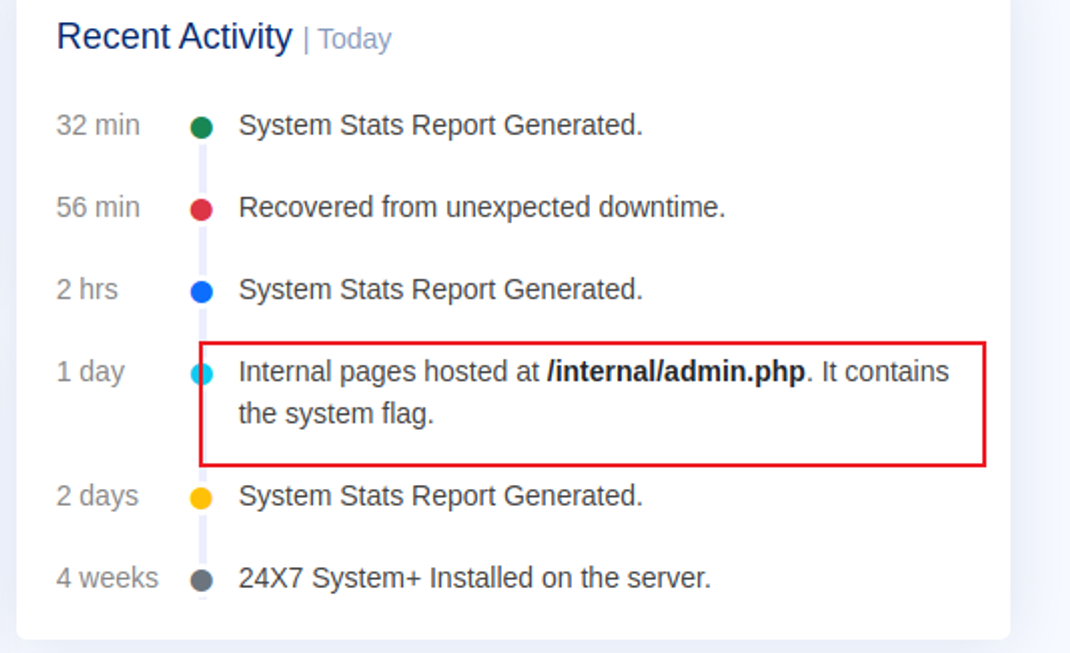 Recent Activity | Today
32 min System Stats Report Generated.
56 min Recovered from unexpected downtime.
2 hrs System Stats Report Generated.
1 day Internal pages hosted at /internal/admin.php. It contains
the system flag.
2 days System Stats Report Generated.
4 weeks 24X7 System+ Installed on the server.